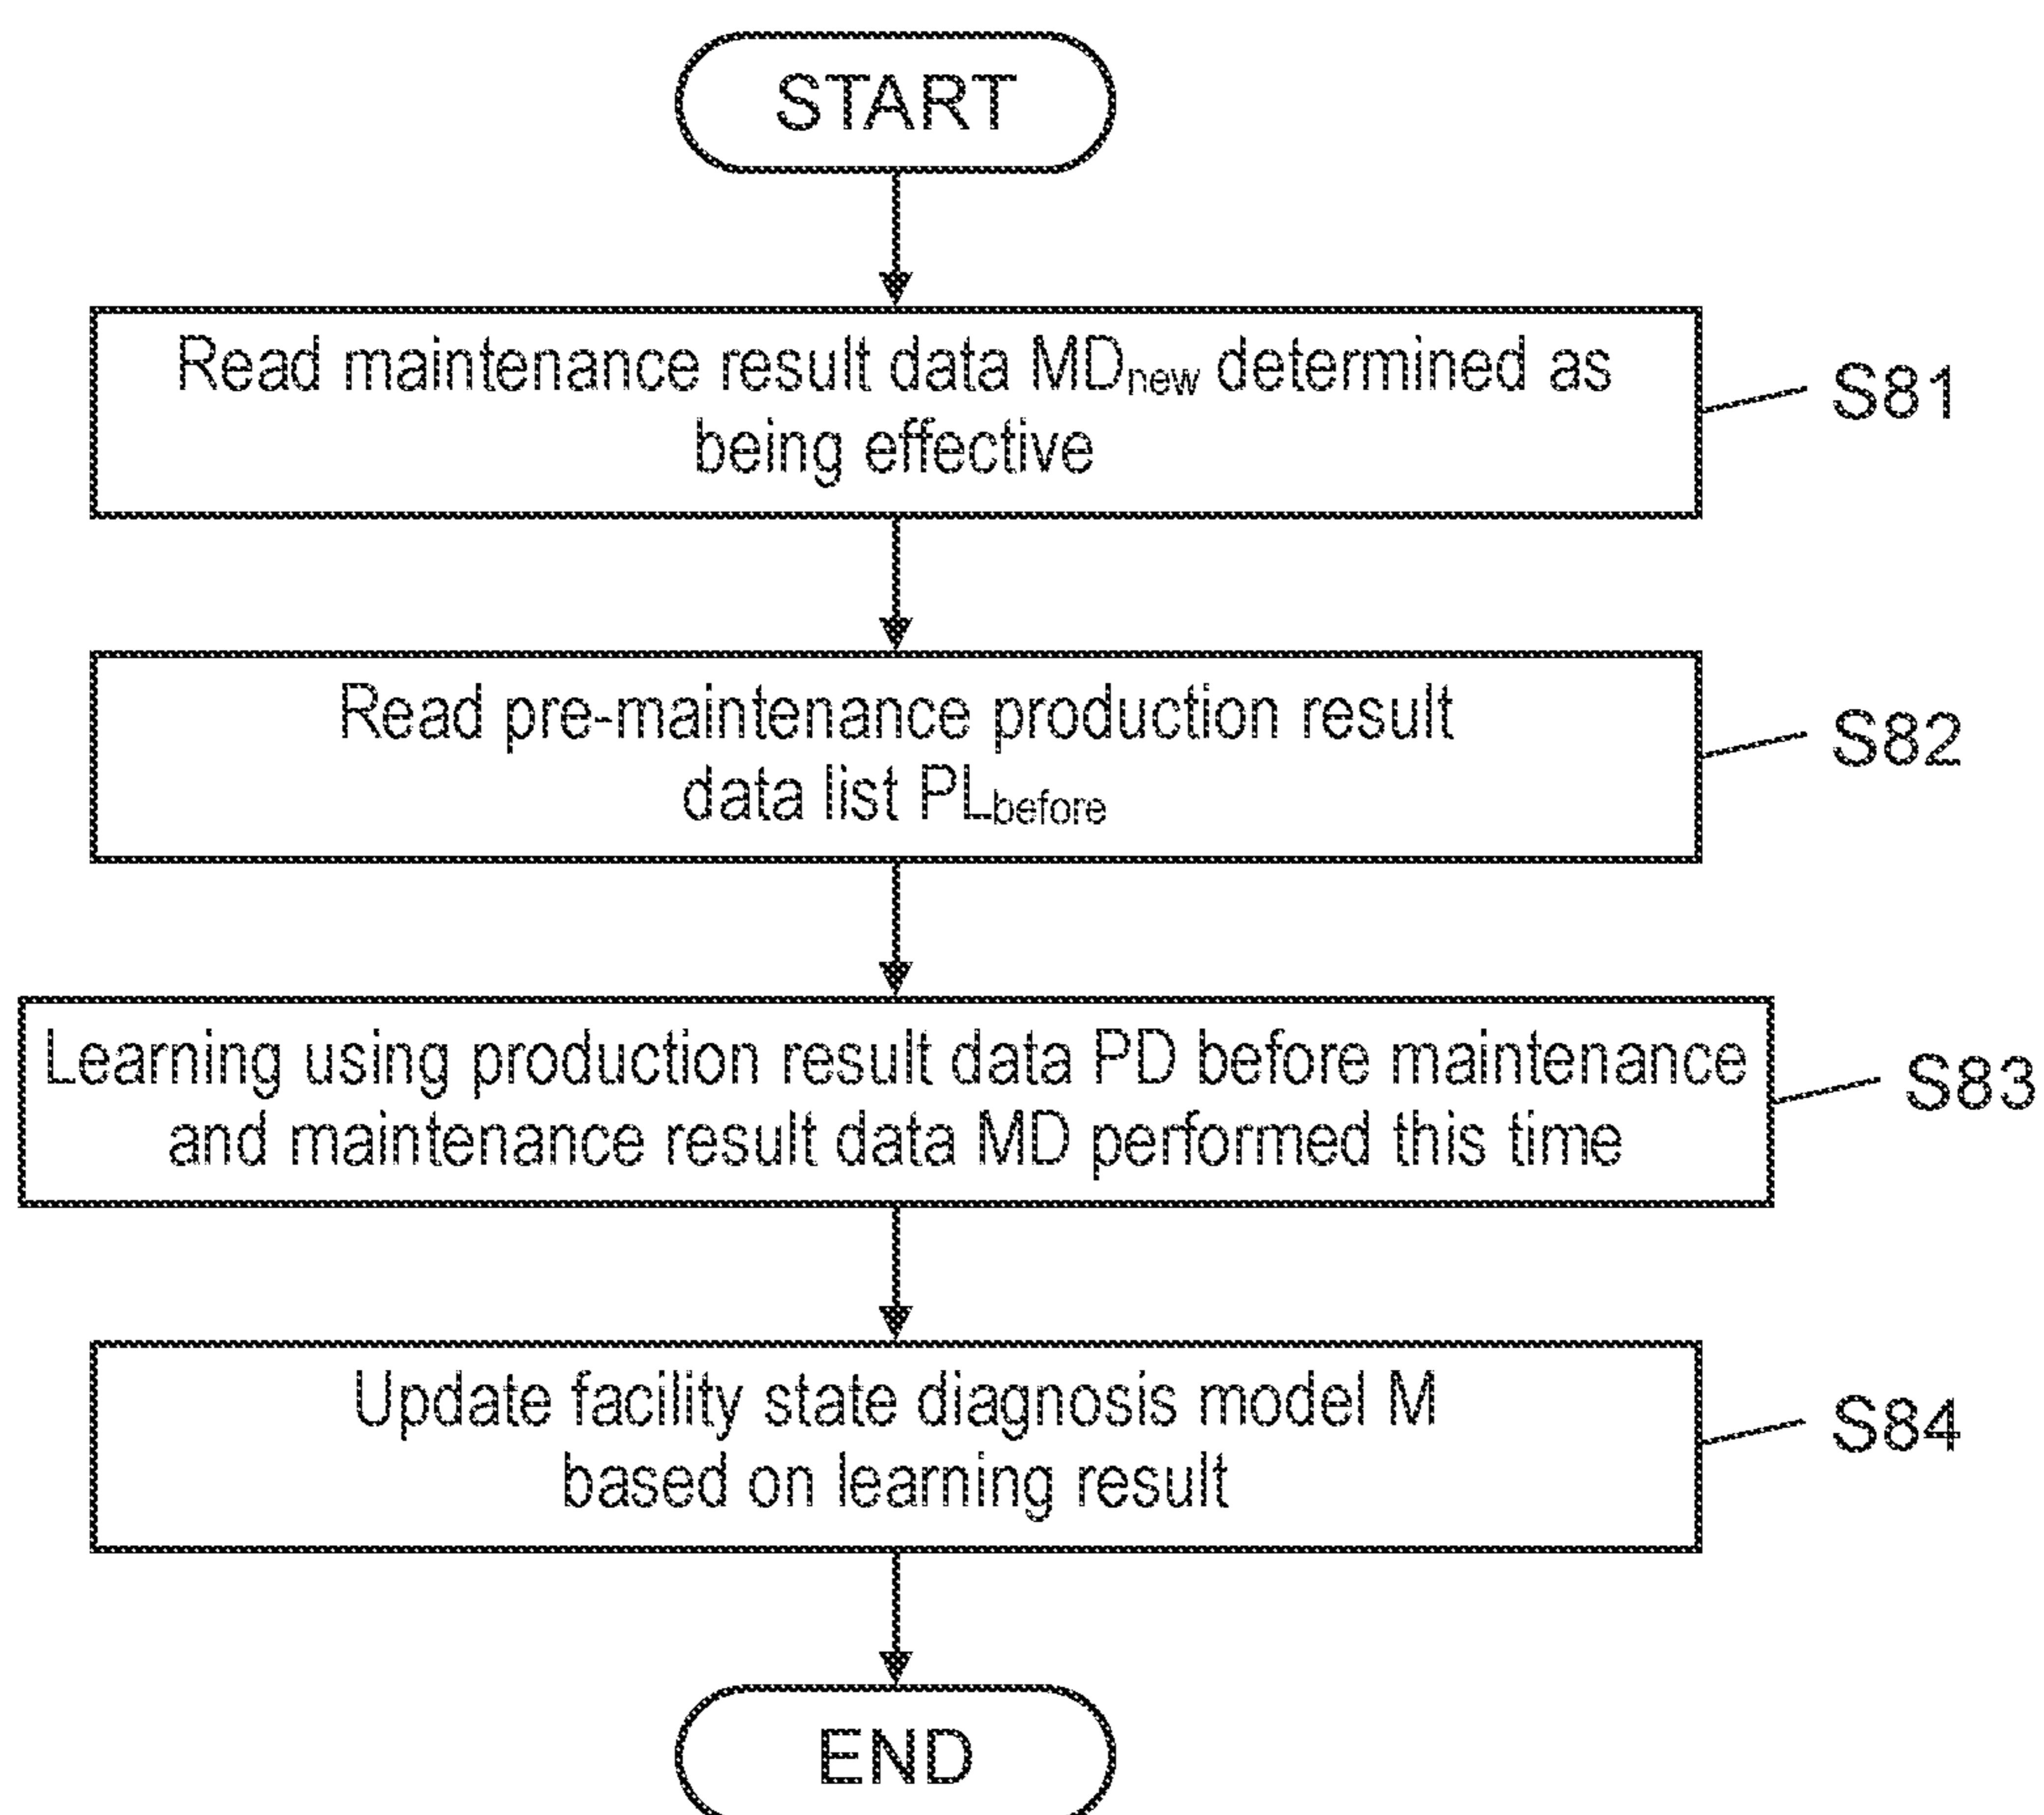 START
Read maintenance result data MDnew determined as
being effective
S81
Read pre-maintenance production result
data list PLbefore
S82
Learning using production result data PD before maintenance
and maintenance result data MD performed this time
S83
Update facility state diagnosis model M
based on learning result
S84
END